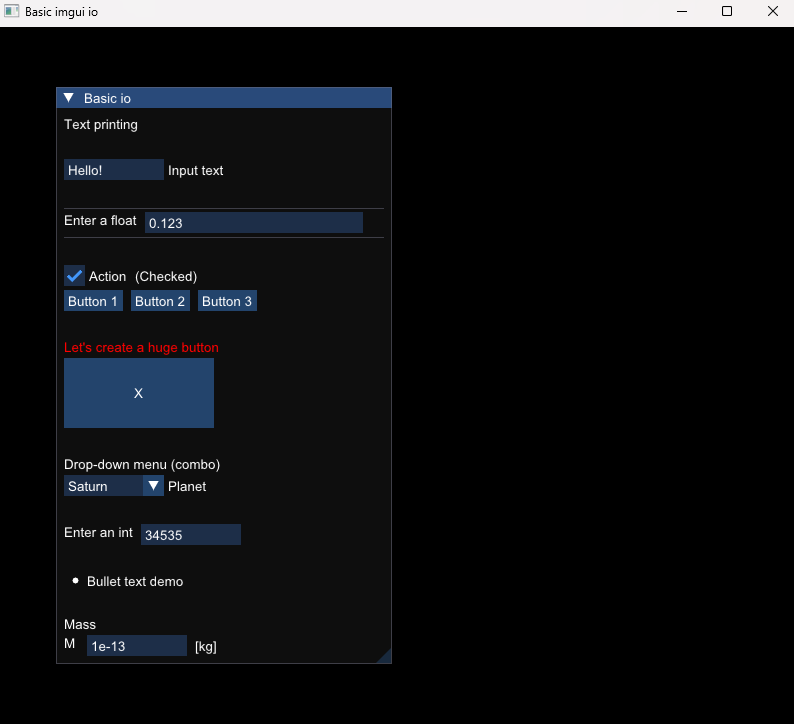 Basic imgui io
Basic io
Text printing
Hello! Input text
Enter a float 0.123
Action (Checked)
Button 1 Button 2 Button 3
Let's create a huge button
X
Drop-down menu (combo)
Saturn Planet
Enter an int 34535
Bullet text demo
Mass
M 1e-13 [kg]